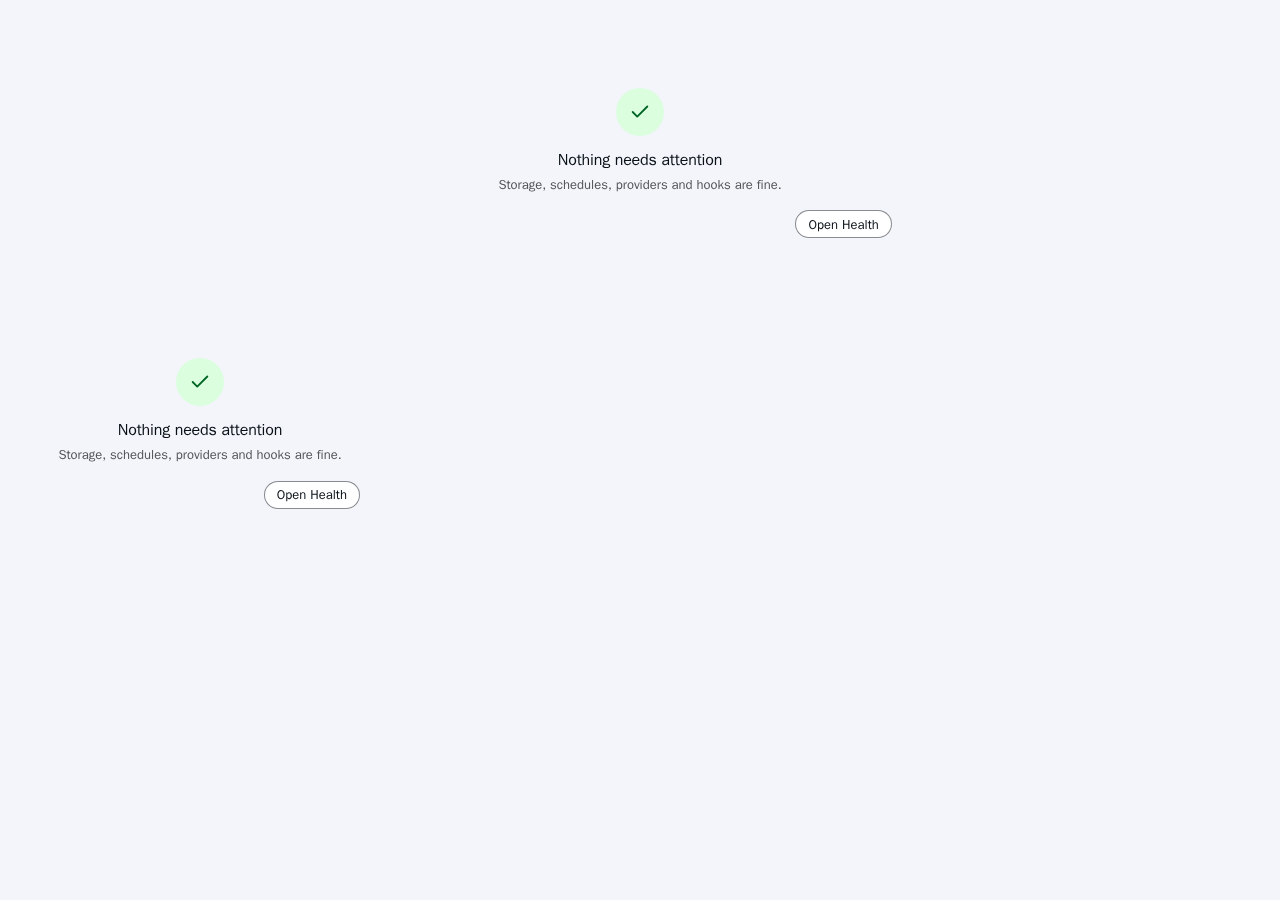 Nothing needs attention
Storage, schedules, providers and hooks are fine.
Open Health
Nothing needs attention
Storage, schedules, providers and hooks are fine.
Open Health